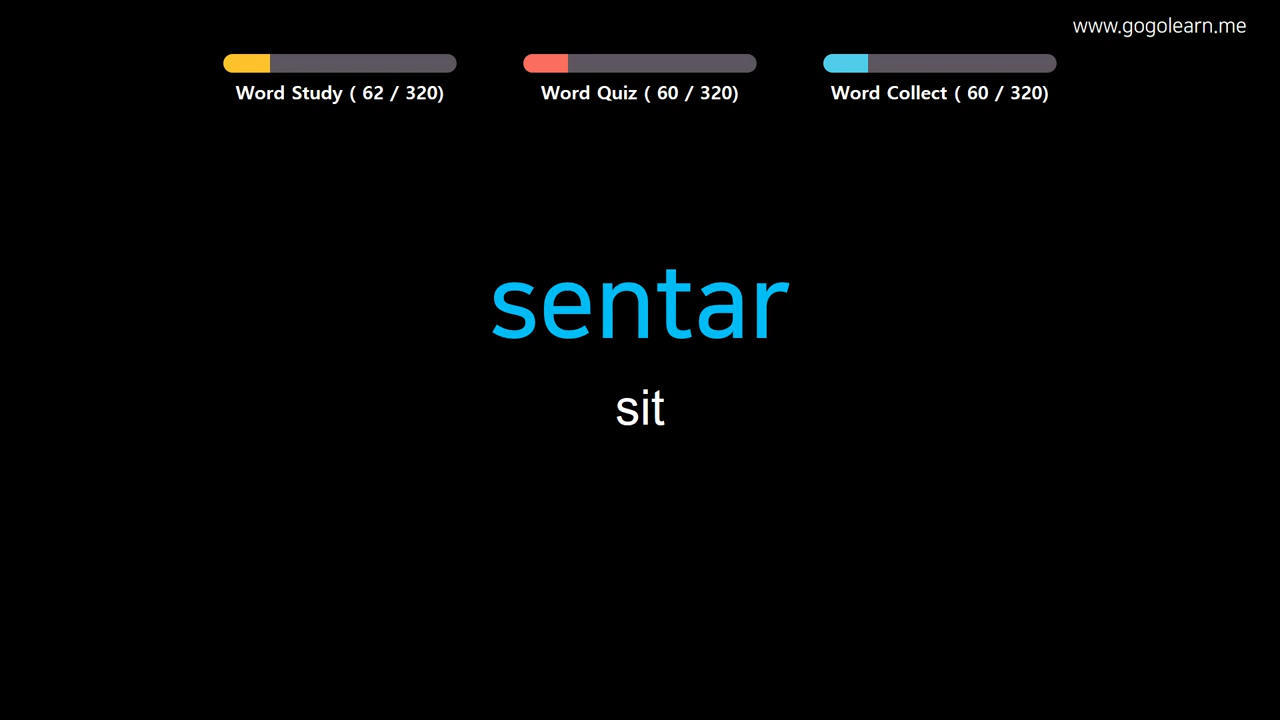 www.gogolearn.me
Word Study ( 62 / 320)
Word Quiz ( 60 / 320)
Word Collect ( 60 / 320)
sentar
sit